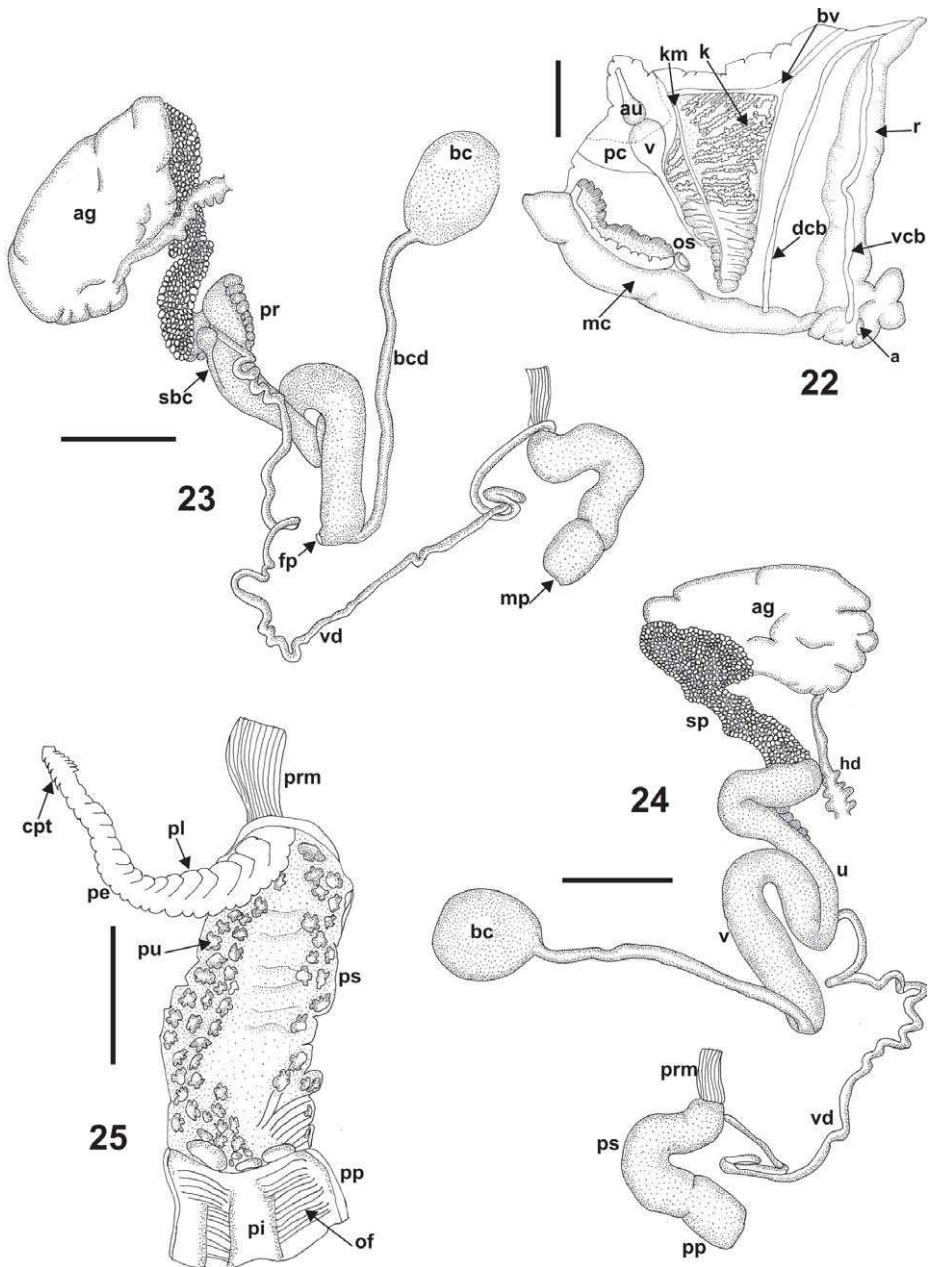 bv
km
k
au
r
pc
v
os
dcb
vcb
mc
a
22
bc
ag
pr
bcd
sbc
23
fp
mp
vd
ag
sp
hd
24
u
bc
v
prm
vd
ps
pp
prm
cpt
pl
pe
pu
ps
25
pp
pi
of